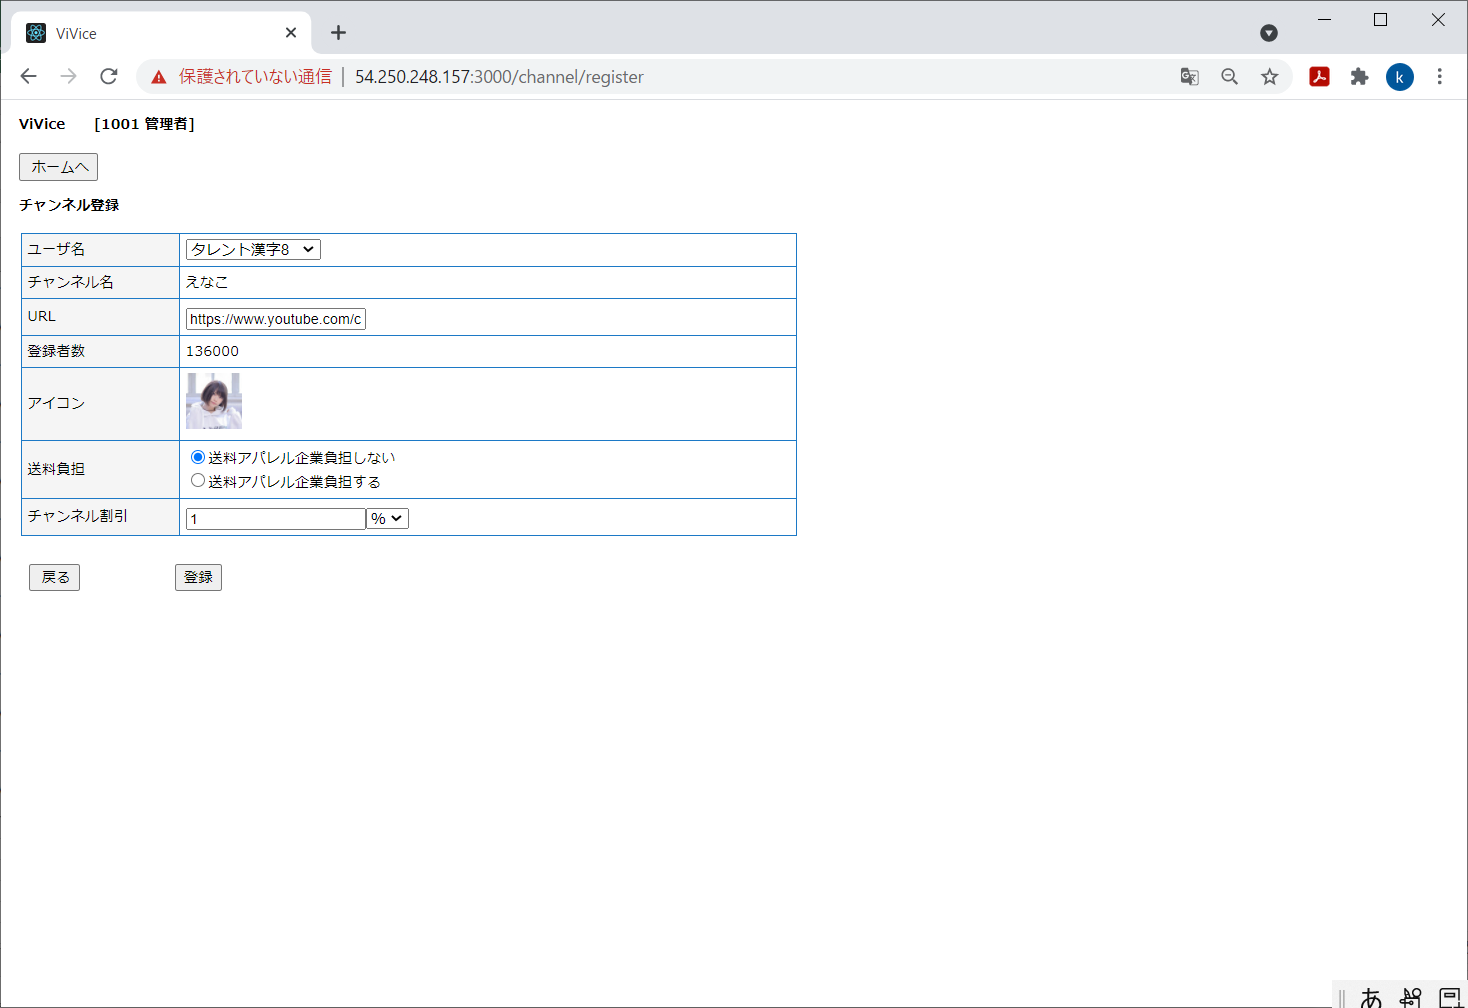 ViVice
保護されていない通信 | 54.250.248.157:3000/channel/register
k
ViVice [1001 管理者]
ホームへ
チャンネル登録
ユーザ名 タレント漢字8
チャンネル名 えなこ
URL https://www.youtube.com/c
登録者数 136000
アイコン
送料負担 送料アパレル企業負担しない
送料アパレル企業負担する
チャンネル割引 1 %
戻る 登録
あ